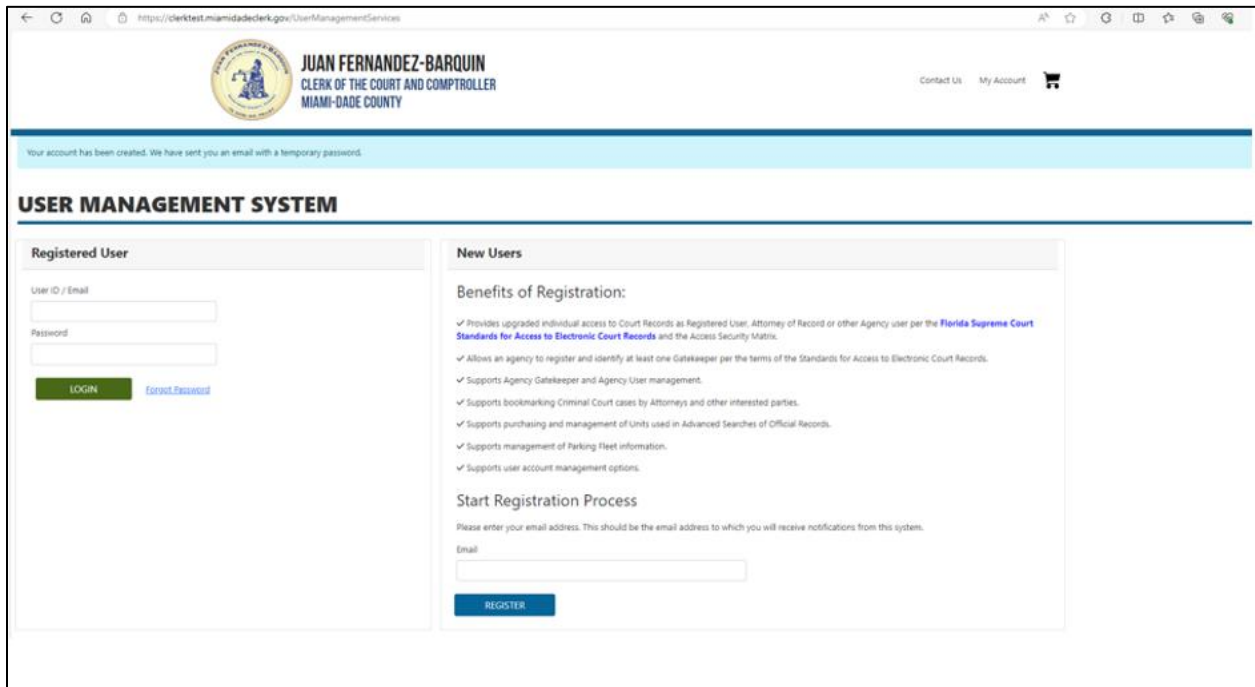 https://clerktest.miamidadeclerk.gov/UserManagementServices
JUAN FERNANDEZ-BARQUIN
CLERK OF THE COURT AND COMPTROLLER
MIAMI-DADE COUNTY
Contact Us My Account
Your account has been created. We have sent you an email with a temporary password.
USER MANAGEMENT SYSTEM
Registered User
User ID / Email
Password
LOGIN Forgot Password
New Users
Benefits of Registration:
✓ Provides upgraded individual access to Court Records as Registered User, Attorney of Record or other Agency user per the Florida Supreme Court
Standards for Access to Electronic Court Records and the Access Security Matrix.
✓ Allows an agency to register and identify at least one Gatekeeper per the terms of the Standards for Access to Electronic Court Records.
✓ Supports Agency Gatekeeper and Agency User management.
✓ Supports bookmarking Criminal Court cases by Attorneys and other interested parties.
✓ Supports purchasing and management of Units used in Advanced Searches of Official Records.
✓ Supports management of Parking Fleet information.
✓ Supports user account management options.
Start Registration Process
Please enter your email address. This should be the email address to which you will receive notifications from this system.
Email
REGISTER